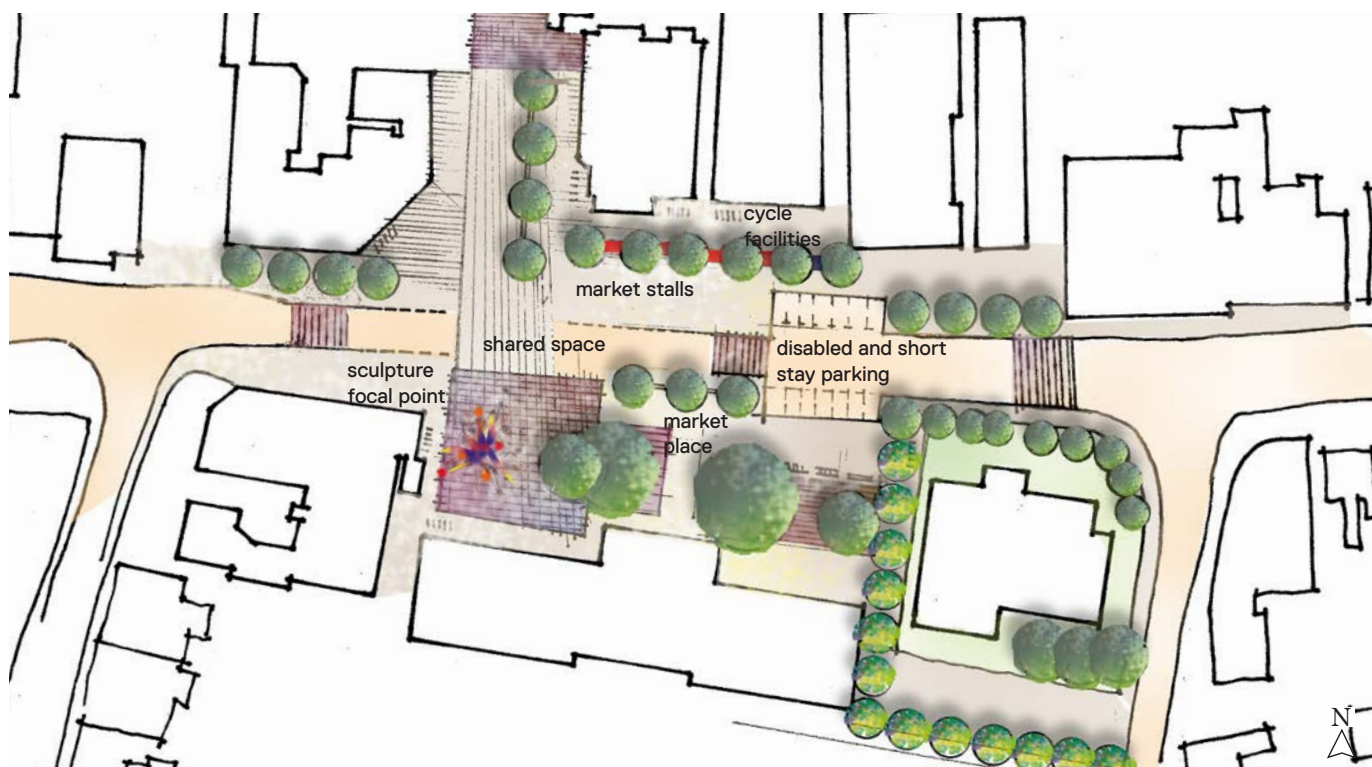 cycle
facilities
market stalls
shared space
disabled and short
stay parking
sculpture
focal point
market
place
N